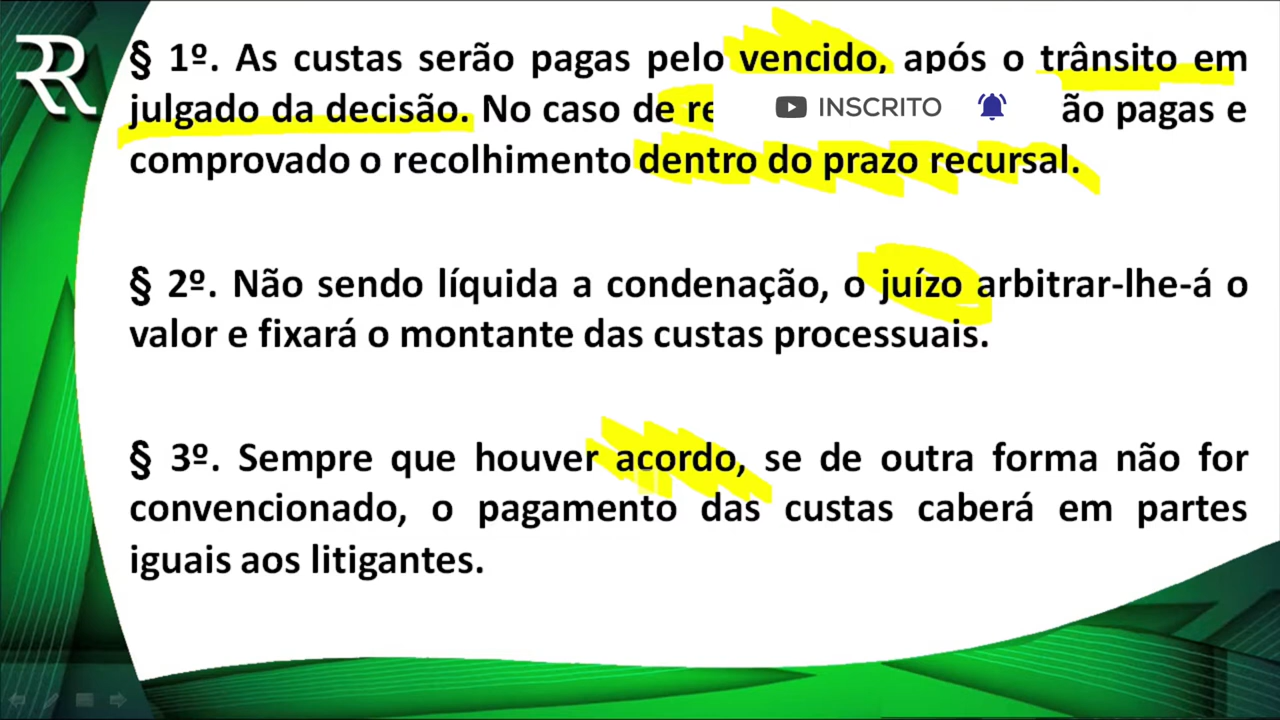 § 1º. As custas serão pagas pelo vencido, após o trânsito em
julgado da decisão. No caso de re INSCRITO ão pagas e
comprovado o recolhimento dentro do prazo recursal.
§ 2º. Não sendo líquida a condenação, o juízo arbitrar-lhe-á o
valor e fixará o montante das custas processuais.
§ 3º. Sempre que houver acordo, se de outra forma não for
convencionado, o pagamento das custas caberá em partes
iguais aos litigantes.